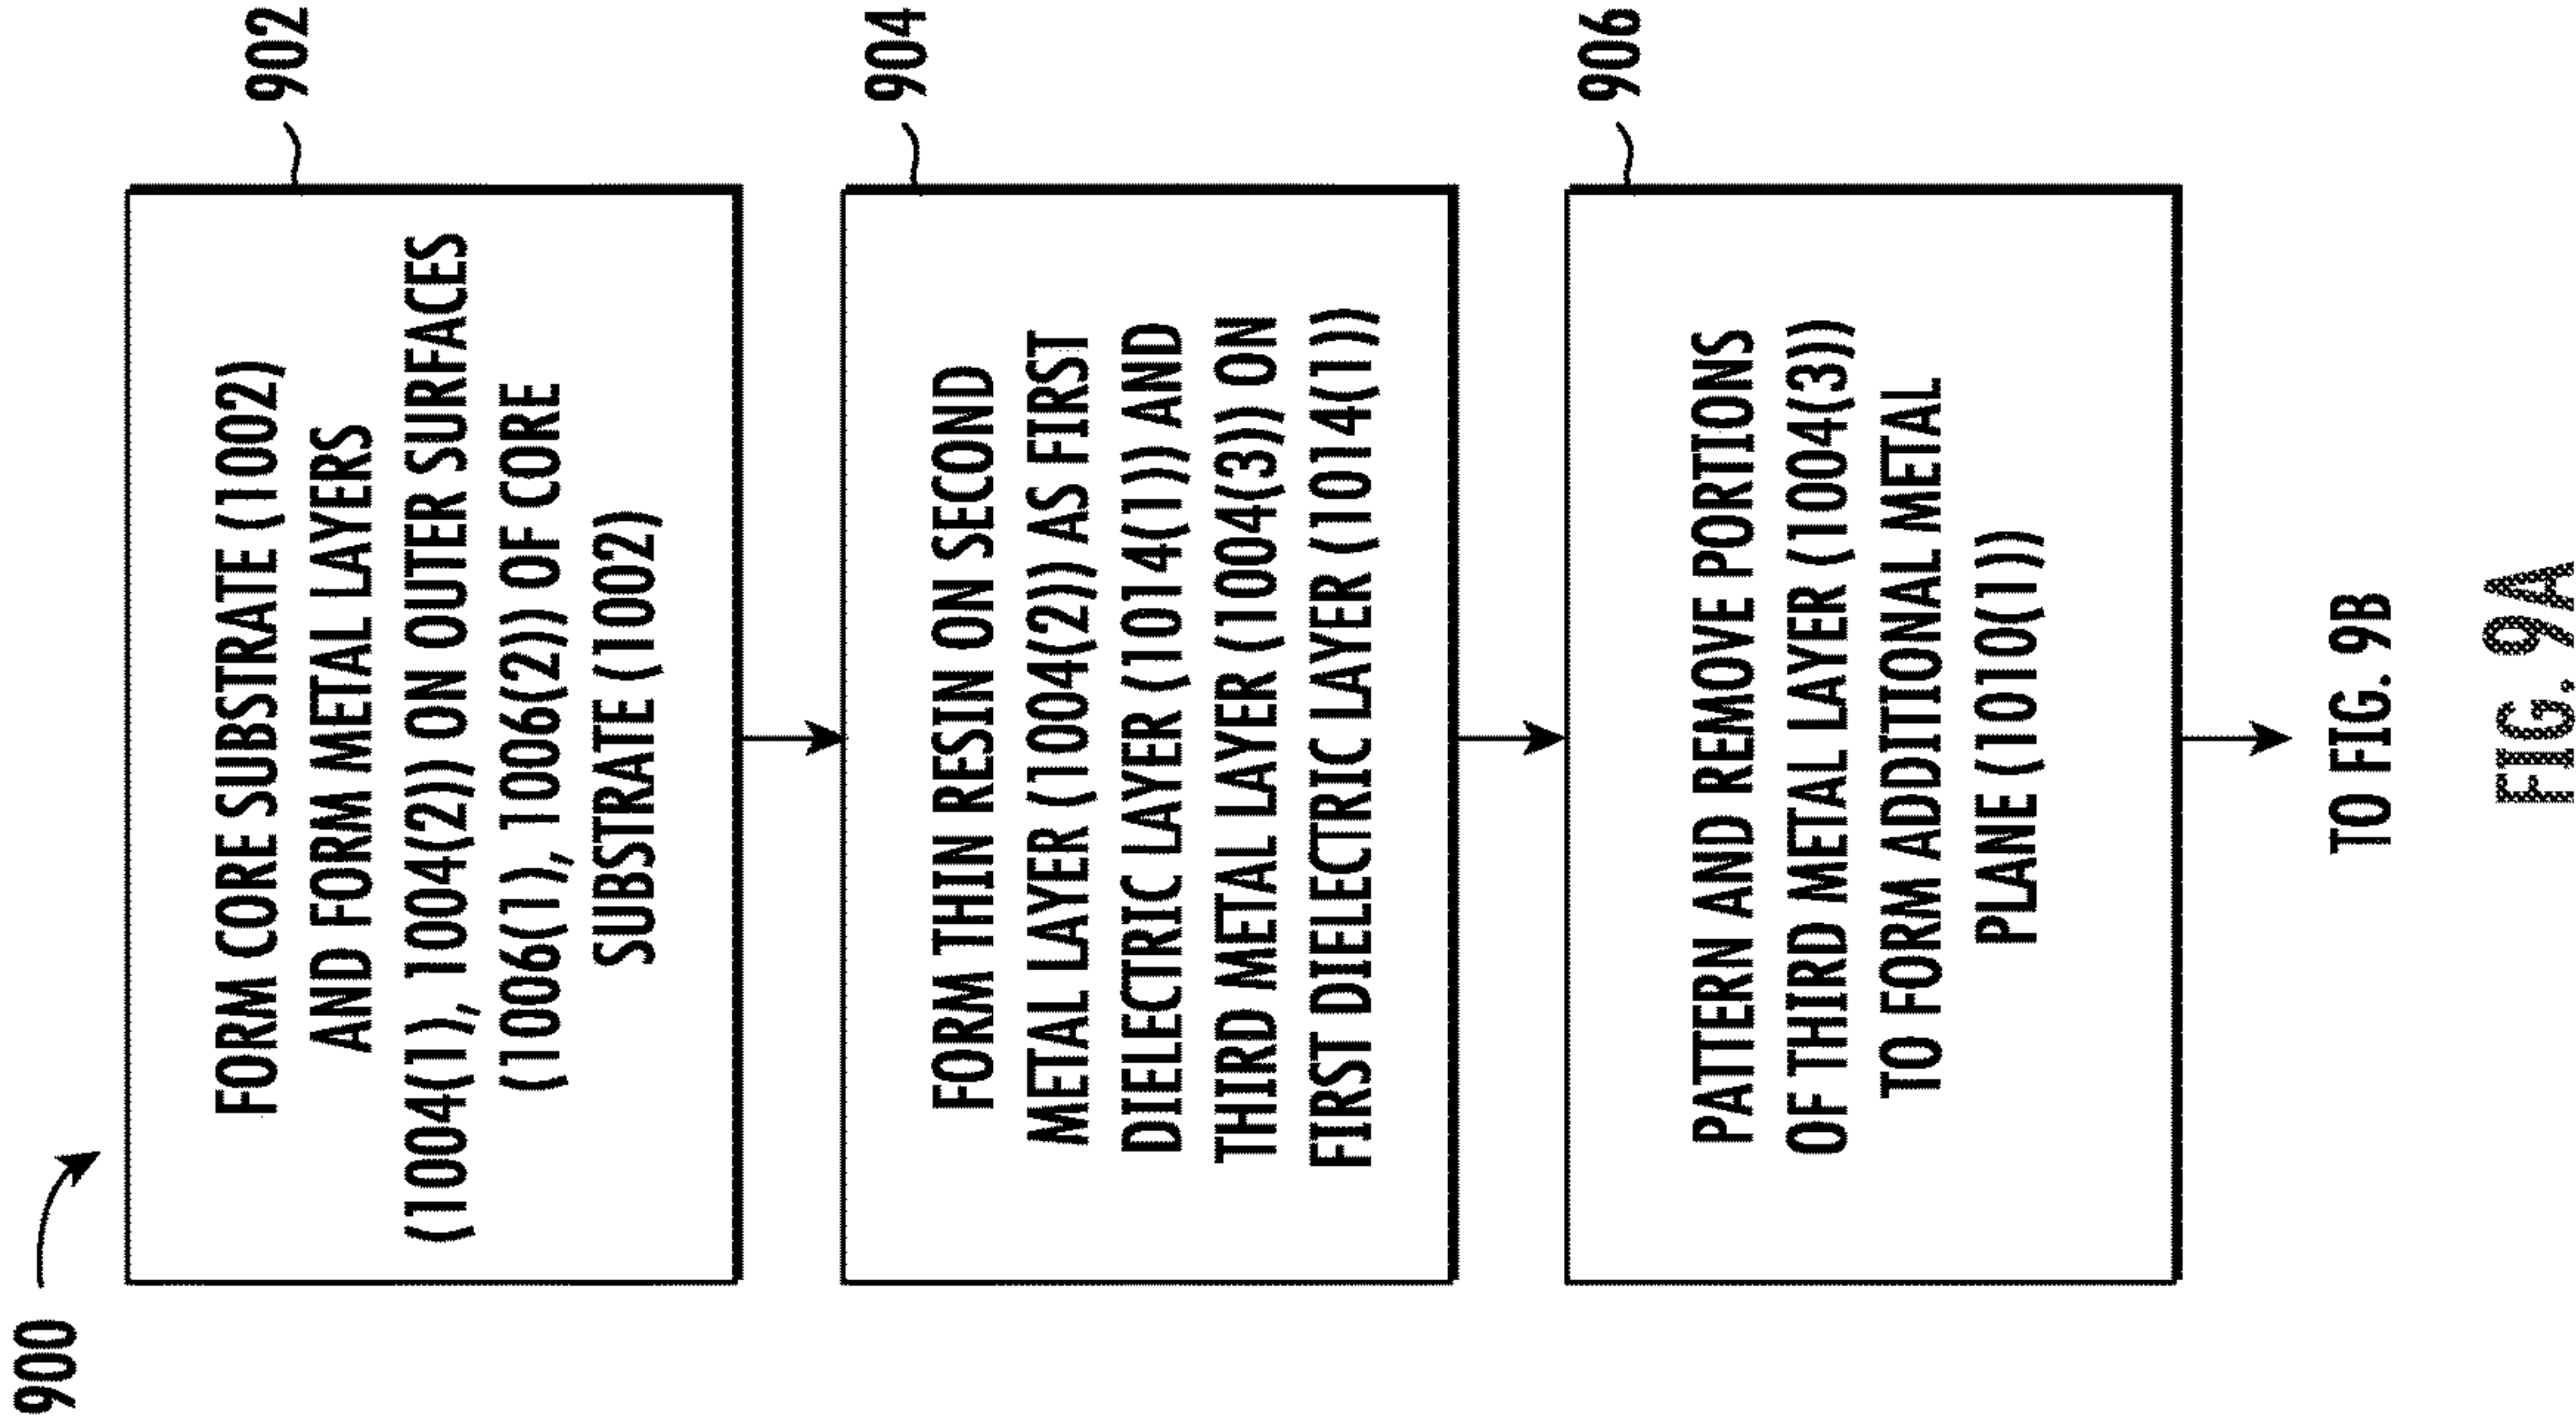 900
FORM CORE SUBSTRATE (1002)
AND FORM METAL LAYERS
(1004(1), 1004(2)) ON OUTER SURFACES
(1006(1), 1006(2)) OF CORE
SUBSTRATE (1002)
902
FORM THIN RESIN ON SECOND
METAL LAYER (1004(2)) AS FIRST
DIELECTRIC LAYER (1014(1)) AND
THIRD METAL LAYER (1004(3)) ON
FIRST DIELECTRIC LAYER (1014(1))
904
PATTERN AND REMOVE PORTIONS
OF THIRD METAL LAYER (1004(3))
TO FORM ADDITIONAL METAL
PLANE (1010(1))
906
TO FIG. 9B
FIG. 9A